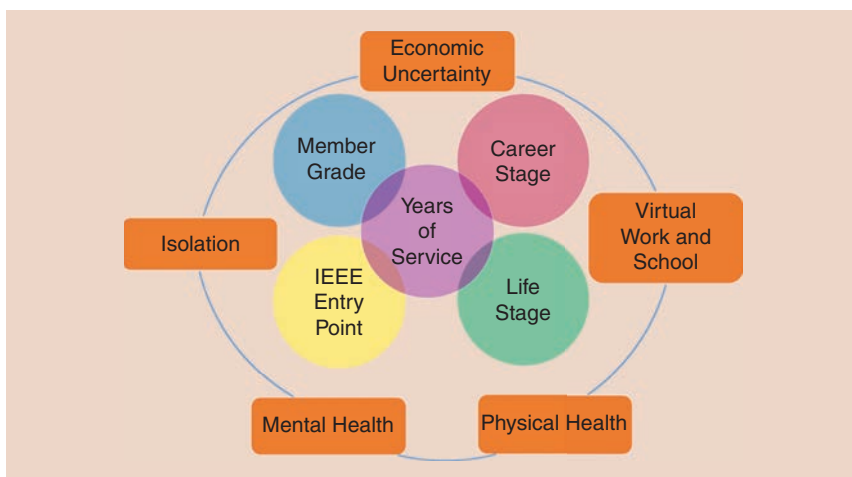 Economic
Uncertainty
Member
Grade
Career
Stage
Years
of
Service
Isolation
Virtual
Work and
School
IEEE
Entry
Point
Life
Stage
Mental Health
Physical Health